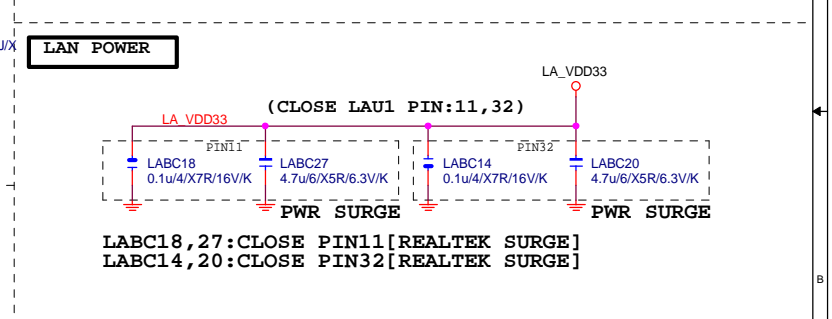 J/X
LAN POWER
LA_VDD33
(CLOSE LAU1 PIN:11,32)
LA_VDD33
PIN11
PIN32
LABC18
0.1u/4/X7R/16V/K
LABC27
4.7u/6/X5R/6.3V/K
LABC14
0.1u/4/X7R/16V/K
LABC20
4.7u/6/X5R/6.3V/K
PWR SURGE
PWR SURGE
LABC18,27:CLOSE PIN11[REALTEK SURGE]
LABC14,20:CLOSE PIN32[REALTEK SURGE]
B